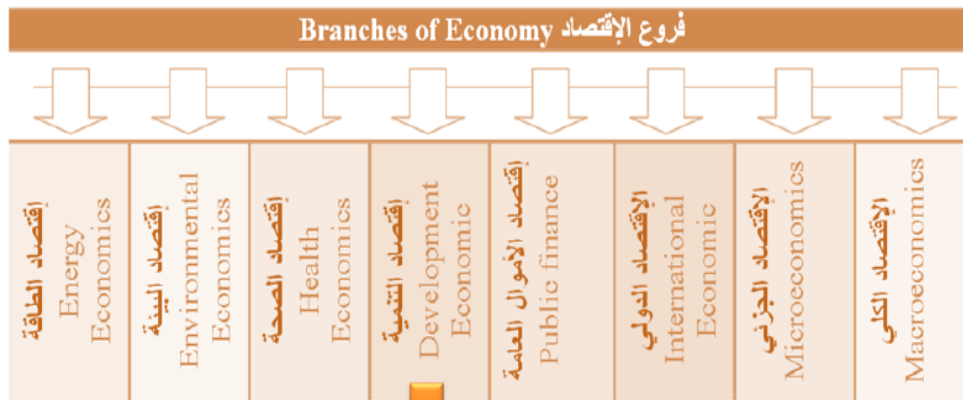 Branches of Economy فروع الإقتصاد
إقتصاد الطاقة
Energy
Economics
إقتصاد البيئة
Environmental
Economics
إقتصاد الصحة
Health
Economics
إقتصاد التنمية
Development
Economic
إقتصاد الأموال العامة
Public finance
الإقتصاد الدولي
International
Economic
الإقتصاد الجزئي
Microeconomics
الإقتصاد الكلي
Macroeconomics